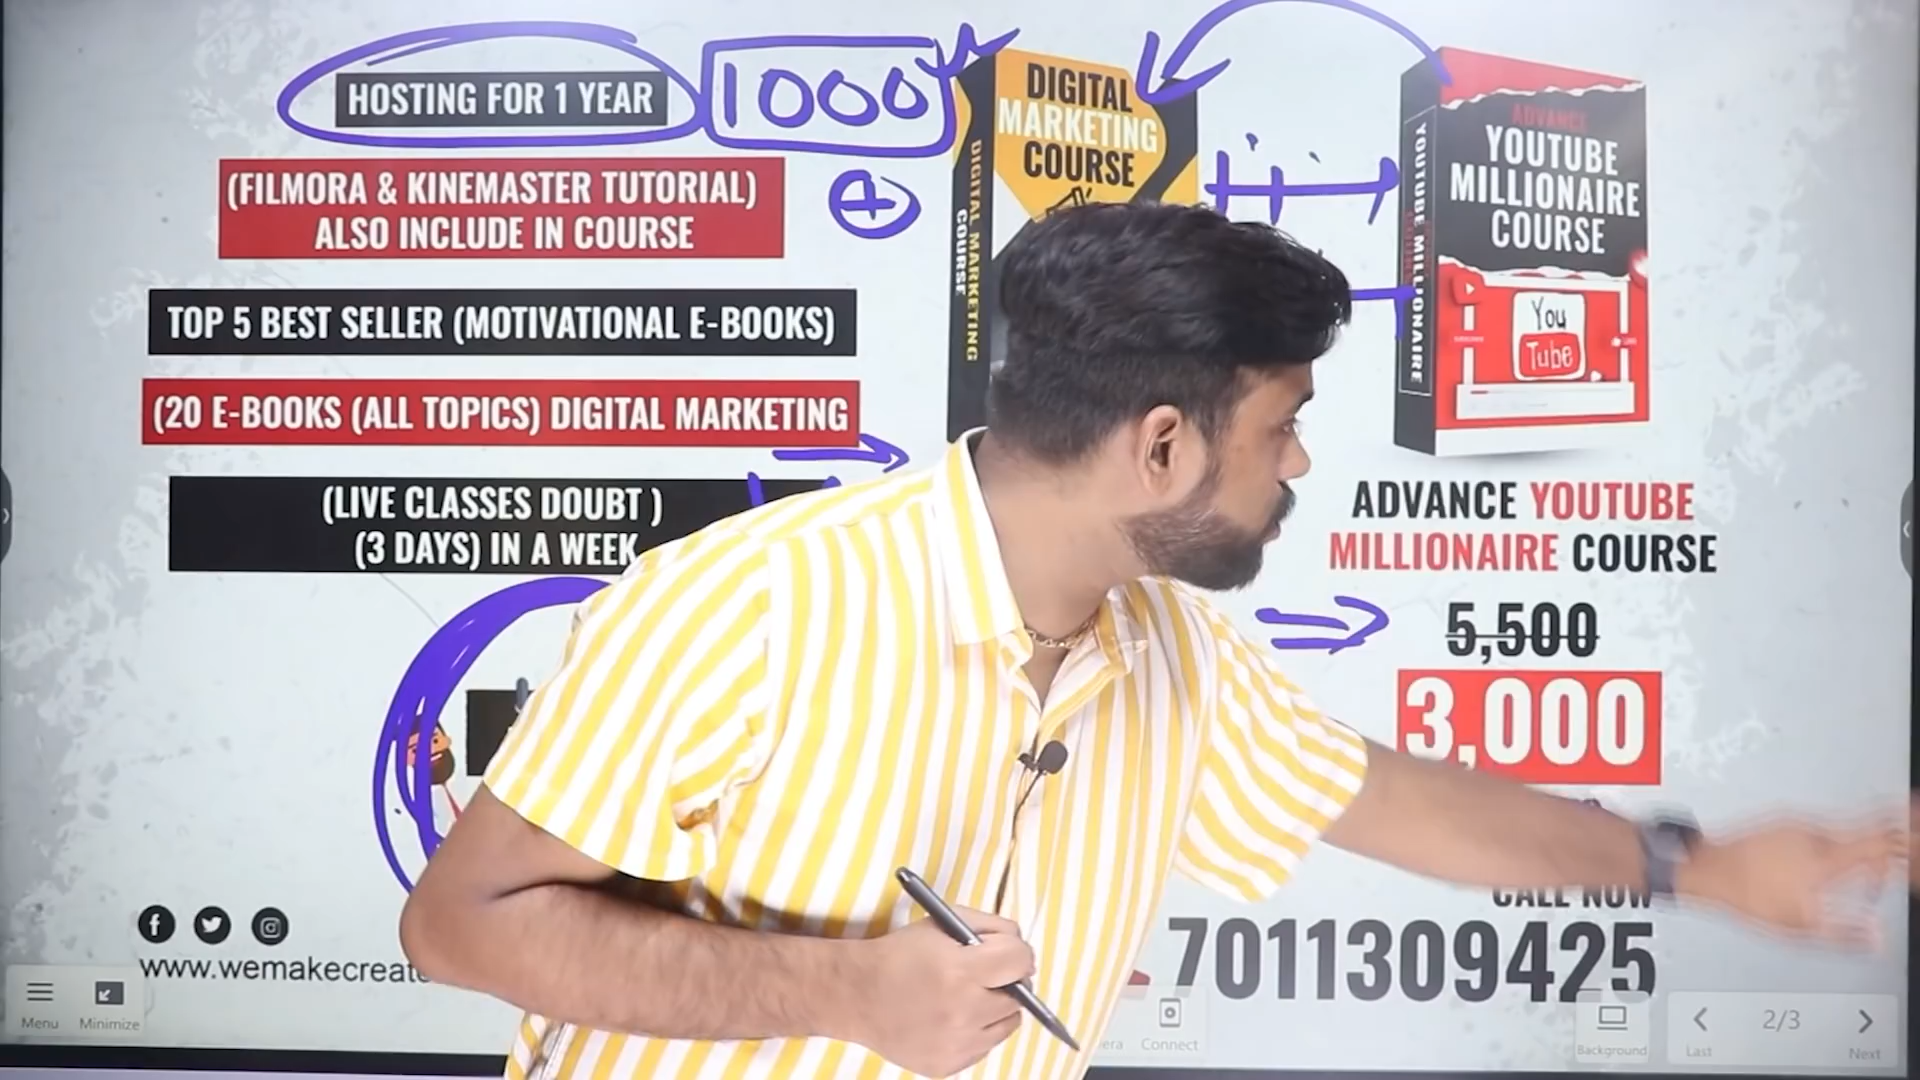 HOSTING FOR 1 YEAR
1000
(FILMORA & KINEMASTER TUTORIAL)
ALSO INCLUDE IN COURSE
TOP 5 BEST SELLER (MOTIVATIONAL E-BOOKS)
(20 E-BOOKS (ALL TOPICS) DIGITAL MARKETING
(LIVE CLASSES DOUBT )
(3 DAYS) IN A WEEK
DIGITAL
MARKETING
COURSE
DIGITAL MARKETING
COURSE
ADVANCE
YOUTUBE
MILLIONAIRE
COURSE
YOUTUBE MILLIONAIRE
You
Tube
ADVANCE YOUTUBE
MILLIONAIRE COURSE
5,500
3,000
CALL NOW
7011309425
www.wemakecreat
Menu
Minimize
Connect
Background
Last
2/3
Next